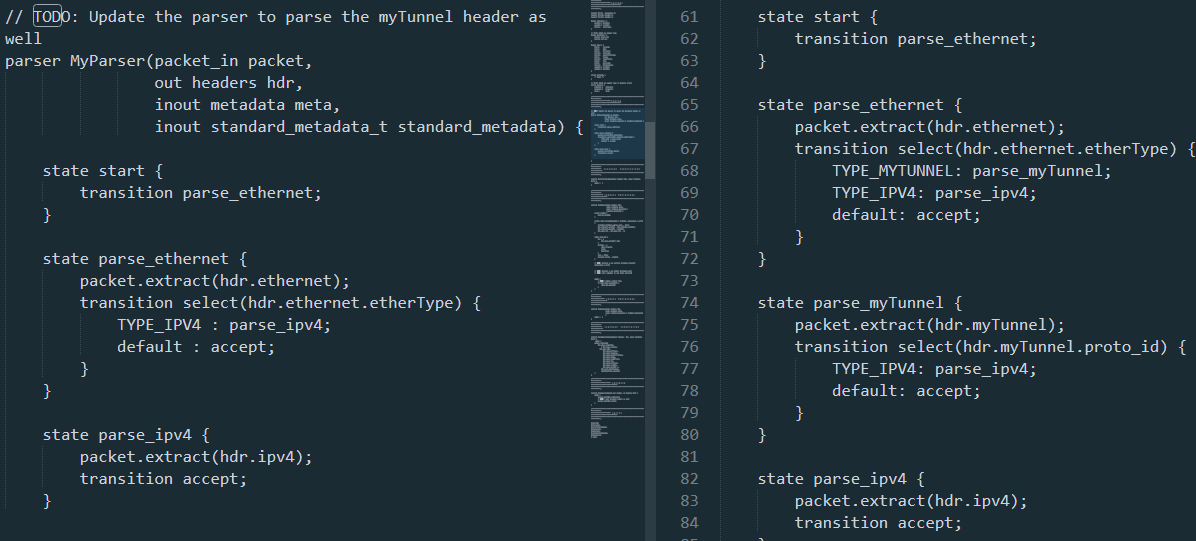 // TODO: Update the parser to parse the myTunnel header as
well
parser MyParser(packet_in packet,
                out headers hdr,
                inout metadata meta,
                inout standard_metadata_t standard_metadata) {

    state start {
        transition parse_ethernet;
    }

    state parse_ethernet {
        packet.extract(hdr.ethernet);
        transition select(hdr.ethernet.etherType) {
            TYPE_IPV4 : parse_ipv4;
            default : accept;
        }
    }

    state parse_ipv4 {
        packet.extract(hdr.ipv4);
        transition accept;
    }

61    state start {
62        transition parse_ethernet;
63    }
64
65    state parse_ethernet {
66        packet.extract(hdr.ethernet);
67        transition select(hdr.ethernet.etherType) {
68            TYPE_MYTUNNEL: parse_myTunnel;
69            TYPE_IPV4: parse_ipv4;
70            default: accept;
71        }
72    }
73
74    state parse_myTunnel {
75        packet.extract(hdr.myTunnel);
76        transition select(hdr.myTunnel.proto_id) {
77            TYPE_IPV4: parse_ipv4;
78            default: accept;
79        }
80    }
81
82    state parse_ipv4 {
83        packet.extract(hdr.ipv4);
84        transition accept;